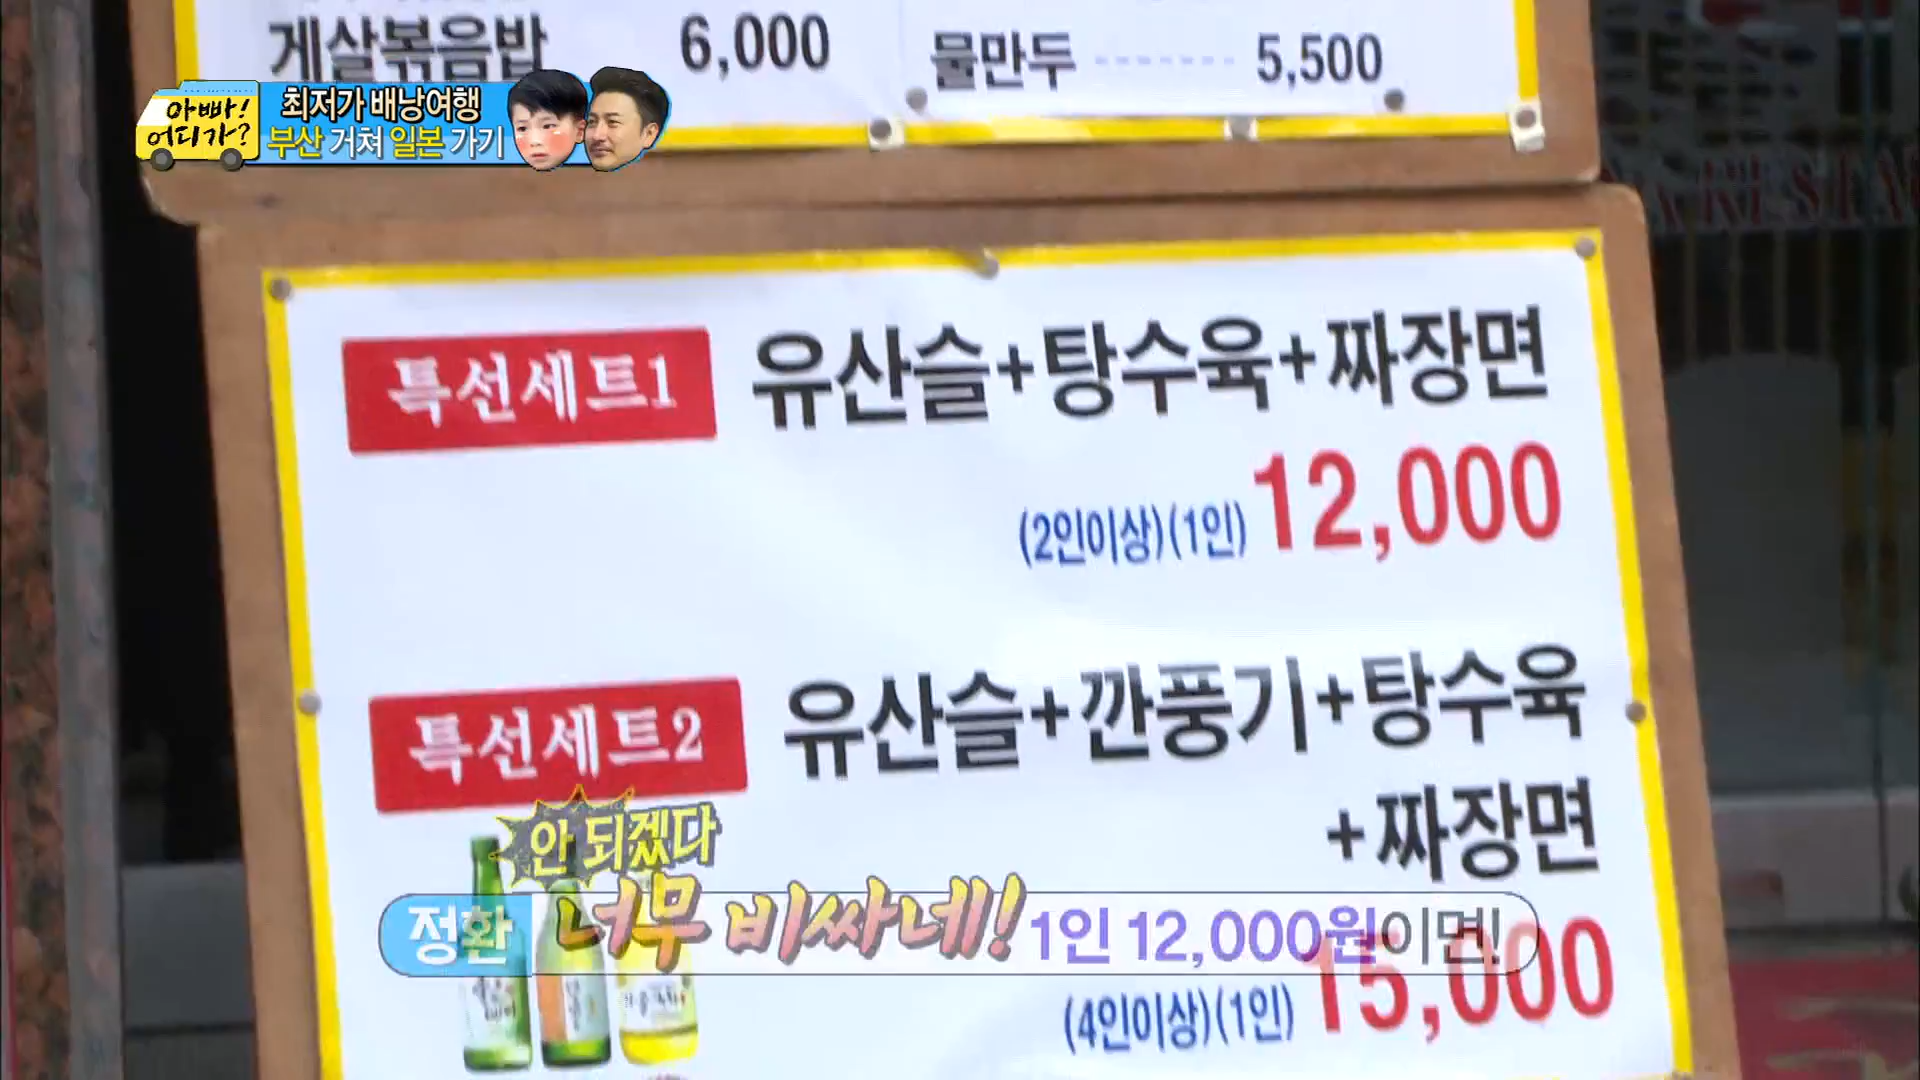 게살볶음밥 6,000
물만두 5,500
아빠!
어디가?
최저가 배낭여행
부산 거쳐 일본 가기
특선세트1 유산슬+탕수육+짜장면
(2인이상)(1인) 12,000
특선세트2 유산슬+깐풍기+탕수육
+짜장면
안 되겠다
정환 너무 비싸네! 1인 12,000원이면!
(4인이상)(1인) 15,000